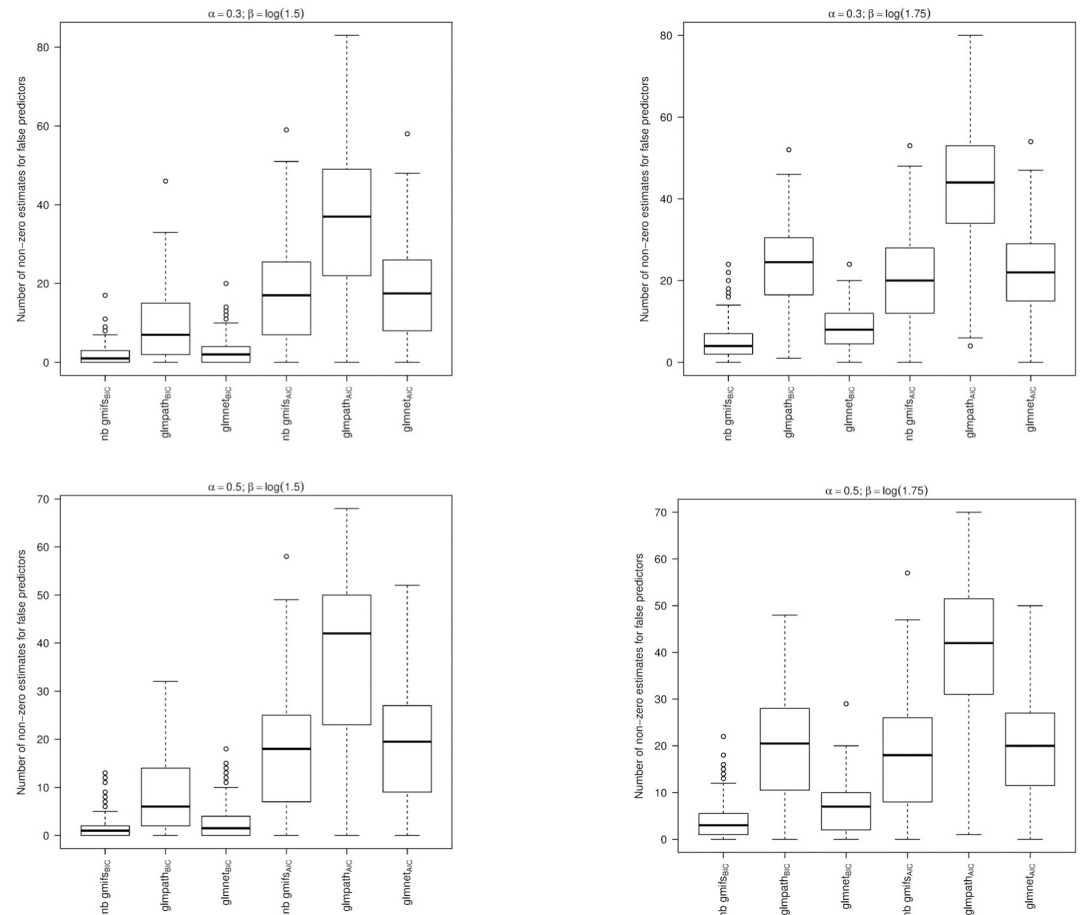 α = 0.3; β = log(1.5)
Number of non−zero estimates for false predictors
80
60
40
20
0
nb gmifsBIC
glmpathBIC
glmnetBIC
nb gmifsAIC
glmpathAIC
glmnetAIC
α = 0.3; β = log(1.75)
Number of non−zero estimates for false predictors
80
60
40
20
0
nb gmifsBIC
glmpathBIC
glmnetBIC
nb gmifsAIC
glmpathAIC
glmnetAIC
α = 0.5; β = log(1.5)
Number of non−zero estimates for false predictors
70
60
50
40
30
20
10
0
nb gmifsBIC
glmpathBIC
glmnetBIC
nb gmifsAIC
glmpathAIC
glmnetAIC
α = 0.5; β = log(1.75)
Number of non−zero estimates for false predictors
70
60
50
40
30
20
10
0
nb gmifsBIC
glmpathBIC
glmnetBIC
nb gmifsAIC
glmpathAIC
glmnetAIC